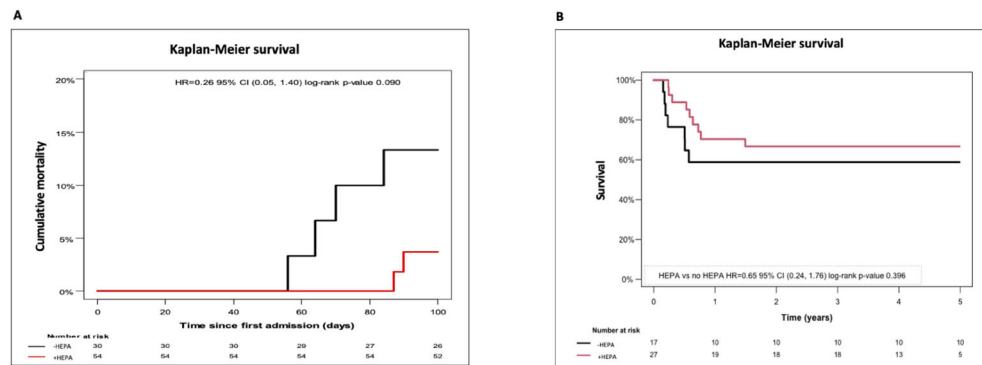 A
Kaplan-Meier survival
HR=0.26 95% CI (0.05, 1.40) log-rank p-value 0.090
20%
15%
10%
5%
0%
Cumulative mortality
0 20 40 60 80 100
Time since first admission (days)
Number at risk
-HEPA 30 30 30 29 27 26
+HEPA 54 54 54 54 54 52
B
Kaplan-Meier survival
100%
80%
60%
40%
20%
0%
Survival
HEPA vs no HEPA HR=0.65 95% CI (0.24, 1.76) log-rank p-value 0.396
0 1 2 3 4 5
Time (years)
Number at risk
-HEPA 17 10 10 10 10 10
+HEPA 27 19 18 18 13 5